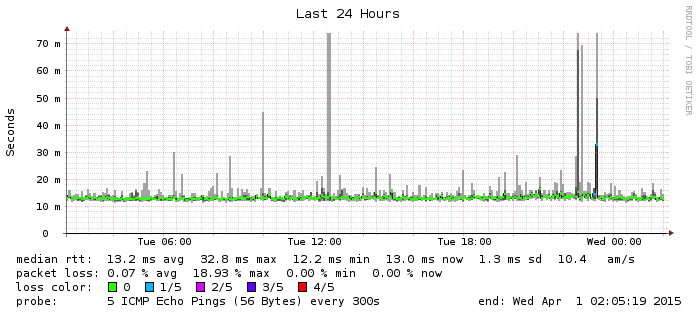 Last 24 Hours
RRDTOOL / TOBI OETIKER
Seconds
70 m
60 m
50 m
40 m
30 m
20 m
10 m
0
Tue 06:00 Tue 12:00 Tue 18:00 Wed 00:00
median rtt: 13.2 ms avg 32.8 ms max 12.2 ms min 13.0 ms now 1.3 ms sd 10.4 am/s
packet loss: 0.07 % avg 18.93 % max 0.00 % min 0.00 % now
loss color: 0 1/5 2/5 3/5 4/5
probe: 5 ICMP Echo Pings (56 Bytes) every 300s end: Wed Apr 1 02:05:19 2015